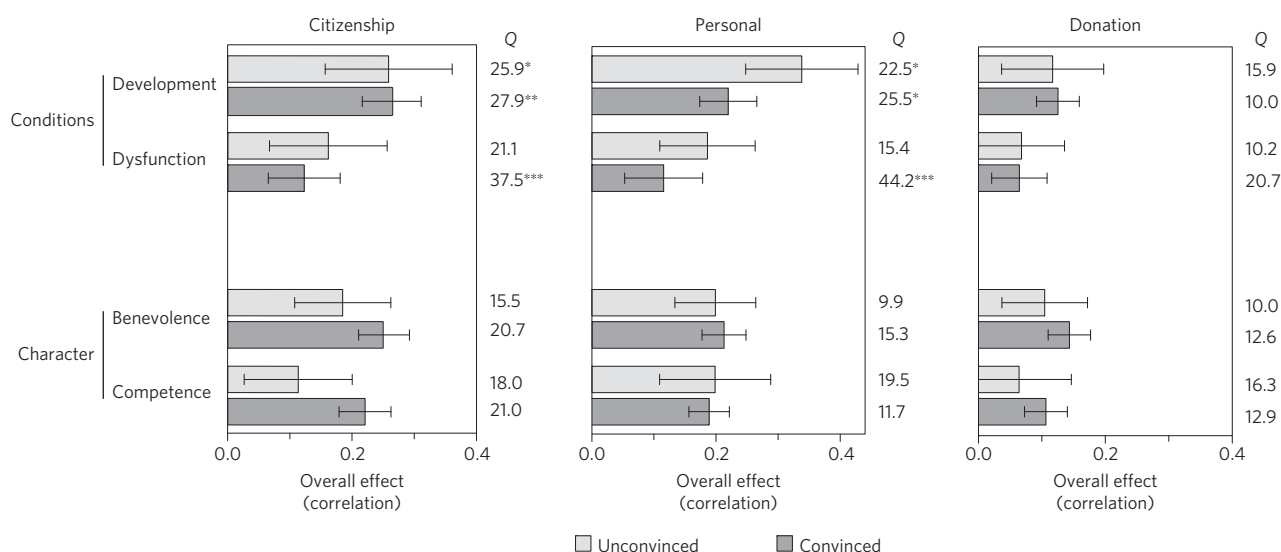 Citizenship
Q
Personal
Q
Donation
Q
Conditions
Development
Dysfunction
25.9*
27.9**
21.1
37.5***
22.5*
25.5*
15.4
44.2***
15.9
10.0
10.2
20.7
Character
Benevolence
Competence
15.5
20.7
18.0
21.0
9.9
15.3
19.5
11.7
10.0
12.6
16.3
12.9
0.0 0.2 0.4
0.0 0.2 0.4
0.0 0.2 0.4
Overall effect
(correlation)
Overall effect
(correlation)
Overall effect
(correlation)
Unconvinced Convinced